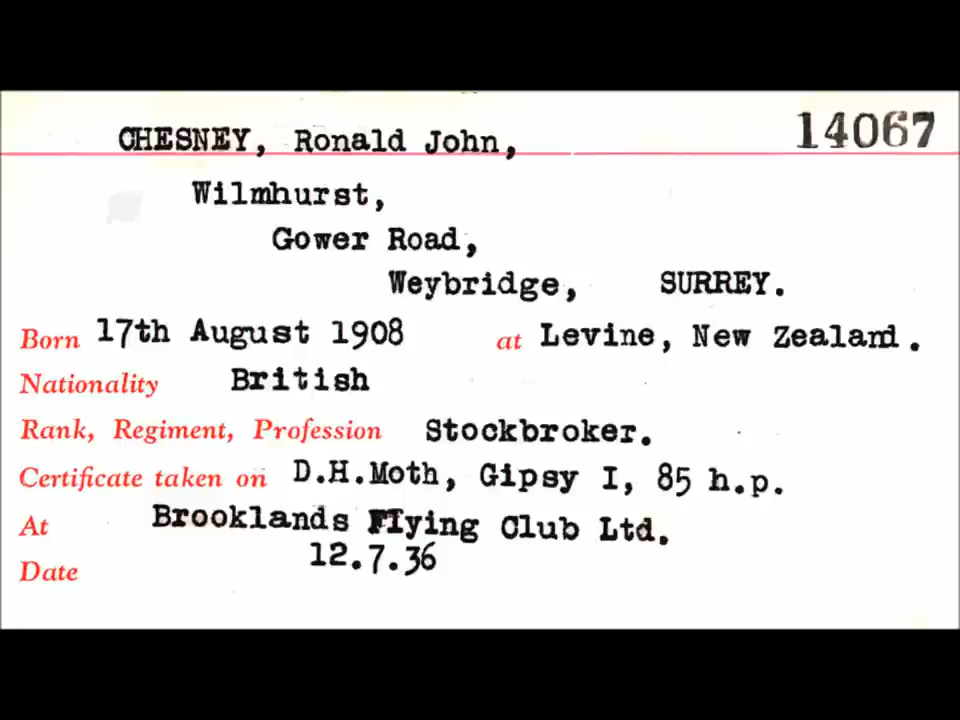 14067
CHESNEY, Ronald John,
Wilmhurst,
Gower Road,
Weybridge, SURREY.
Born 17th August 1908 at Levine, New Zealand.
Nationality British
Rank, Regiment, Profession Stockbroker.
Certificate taken on D.H.Moth, Gipsy I, 85 h.p.
At Brooklands Flying Club Ltd.
Date 12.7.36